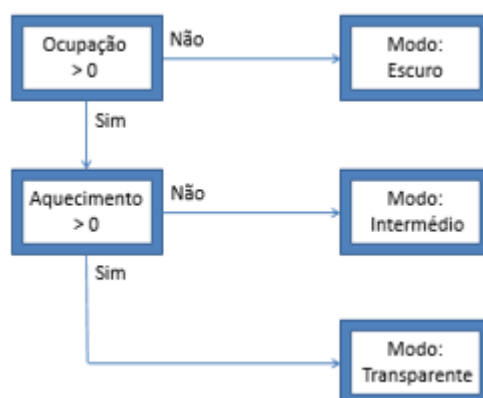 Ocupação
> 0
Não
Modo:
Escuro
Sim
Aquecimento
> 0
Não
Modo:
Intermédio
Sim
Modo:
Transparente